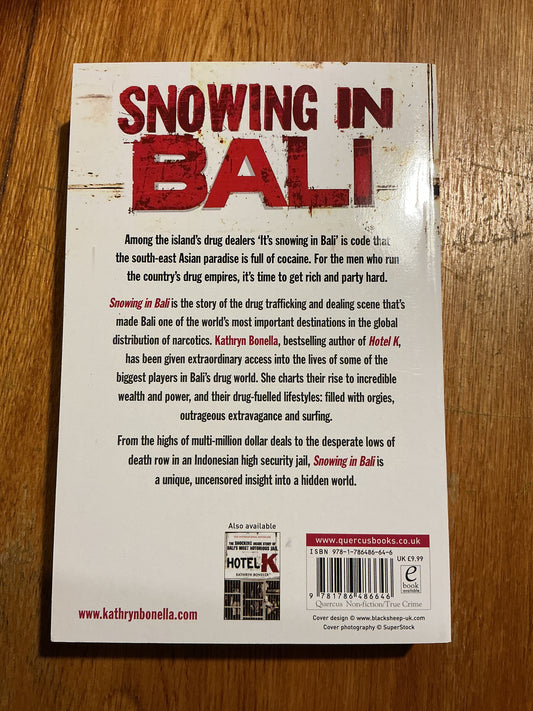 SNOWING IN
BALI
Among the island's drug dealers 'It's snowing in Bali' is code that
the south-east Asian paradise is full of cocaine. For the men who run
the country's drug empires, it's time to get rich and party hard.
Snowing in Bali is the story of the drug trafficking and dealing scene that's
made Bali one of the world's most important destinations in the global
distribution of narcotics. Kathryn Bonella, bestselling author of Hotel K,
has been given extraordinary access into the lives of some of the
biggest players in Bali's drug world. She charts their rise to incredible
wealth and power, and their drug-fuelled lifestyles: filled with orgies,
outrageous extravagance and surfing.
From the highs of multi-million dollar deals to the desperate lows of
death row in an Indonesian high security jail, Snowing in Bali is
a unique, uncensored insight into a hidden world.
Also available
THE SHOCKING INSIDE STORY OF
BALI'S MOST NOTORIOUS JAIL
HOTEL K
KATHRYN BONELLA
www.kathrynbonella.com
www.quercusbooks.co.uk
ISBN 978-1-786486-64-6
UK £9.99
e
book
available
9 781786 486646
Quercus Non-fiction/True Crime
Cover design © www.blacksheep-uk.com
Cover photography © SuperStock